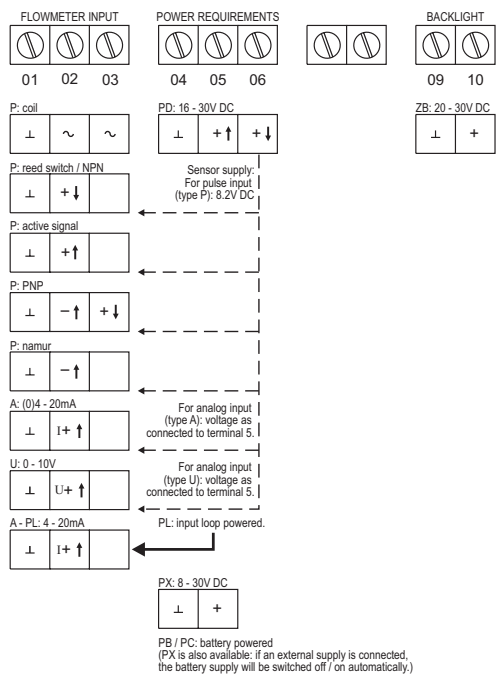 FLOWMETER INPUT POWER REQUIREMENTS BACKLIGHT
01 02 03 04 05 06 09 10
P: coil PD: 16 - 30V DC ZB: 20 - 30V DC
⊥ ~ ~ ⊥ +↑ +↓ ⊥ +
P: reed switch / NPN
⊥ +↓
Sensor supply:
For pulse input
(type P): 8.2V DC
P: active signal
⊥ +↑
P: PNP
⊥ −↑ +↓
P: namur
⊥ −↑
A: (0)4 - 20mA
⊥ I+ ↑
For analog input
(type A): voltage as
connected to terminal 5.
U: 0 - 10V
⊥ U+ ↑
For analog input
(type U): voltage as
connected to terminal 5.
A - PL: 4 - 20mA PL: input loop powered.
⊥ I+ ↑
PX: 8 - 30V DC
⊥ +
PB / PC: battery powered
(PX is also available: if an external supply is connected,
the battery supply will be switched off / on automatically.)